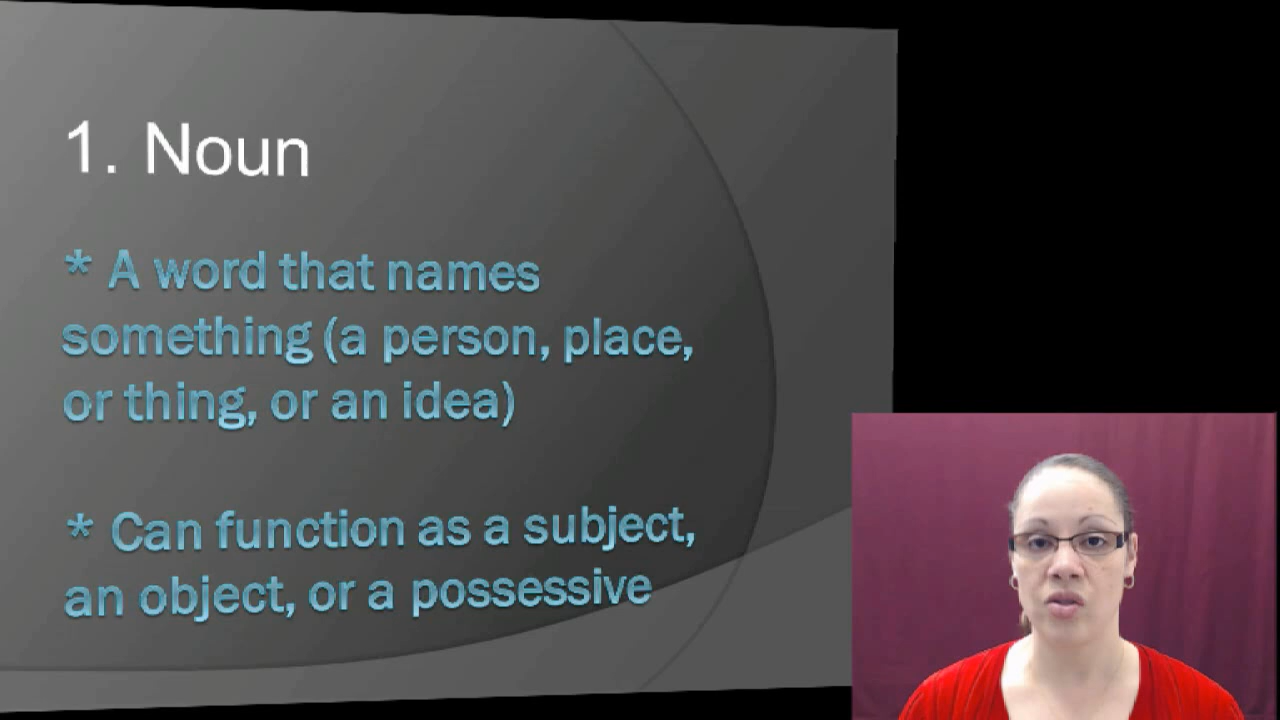 1. Noun
* A word that names
something (a person, place,
or thing, or an idea)
* Can function as a subject,
an object, or a possessive